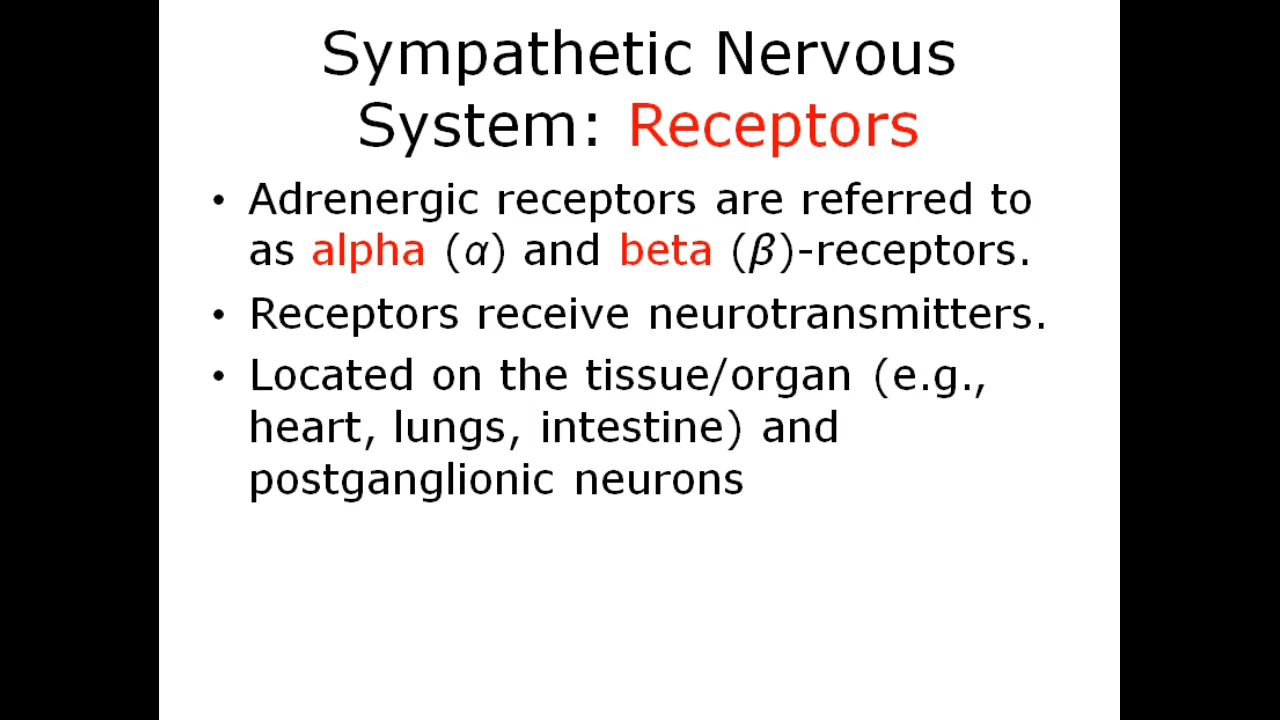 Sympathetic Nervous
System: Receptors
• Adrenergic receptors are referred to
as alpha (α) and beta (β)-receptors.
• Receptors receive neurotransmitters.
• Located on the tissue/organ (e.g.,
heart, lungs, intestine) and
postganglionic neurons